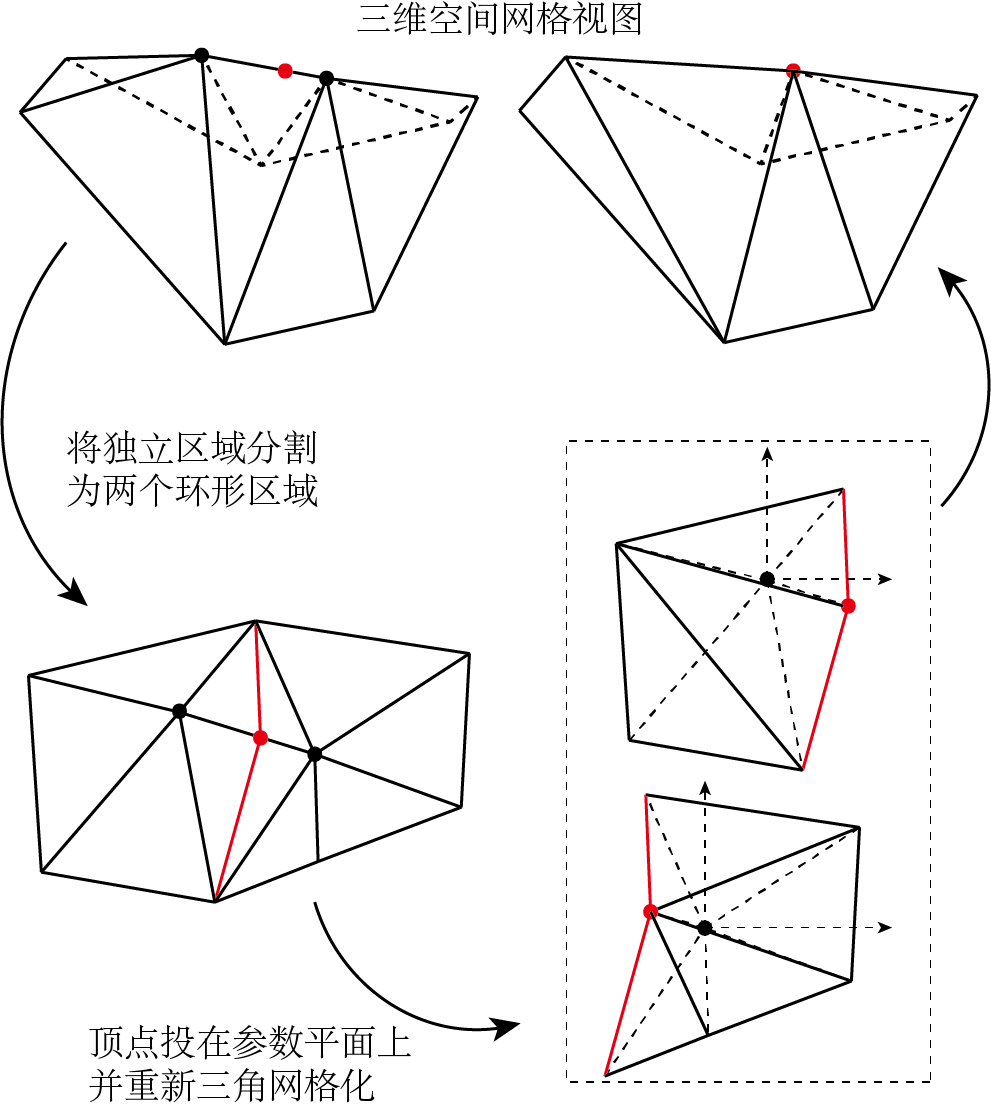 三维空间网格视图
将独立区域分割
为两个环形区域
顶点投在参数平面上
并重新三角网格化